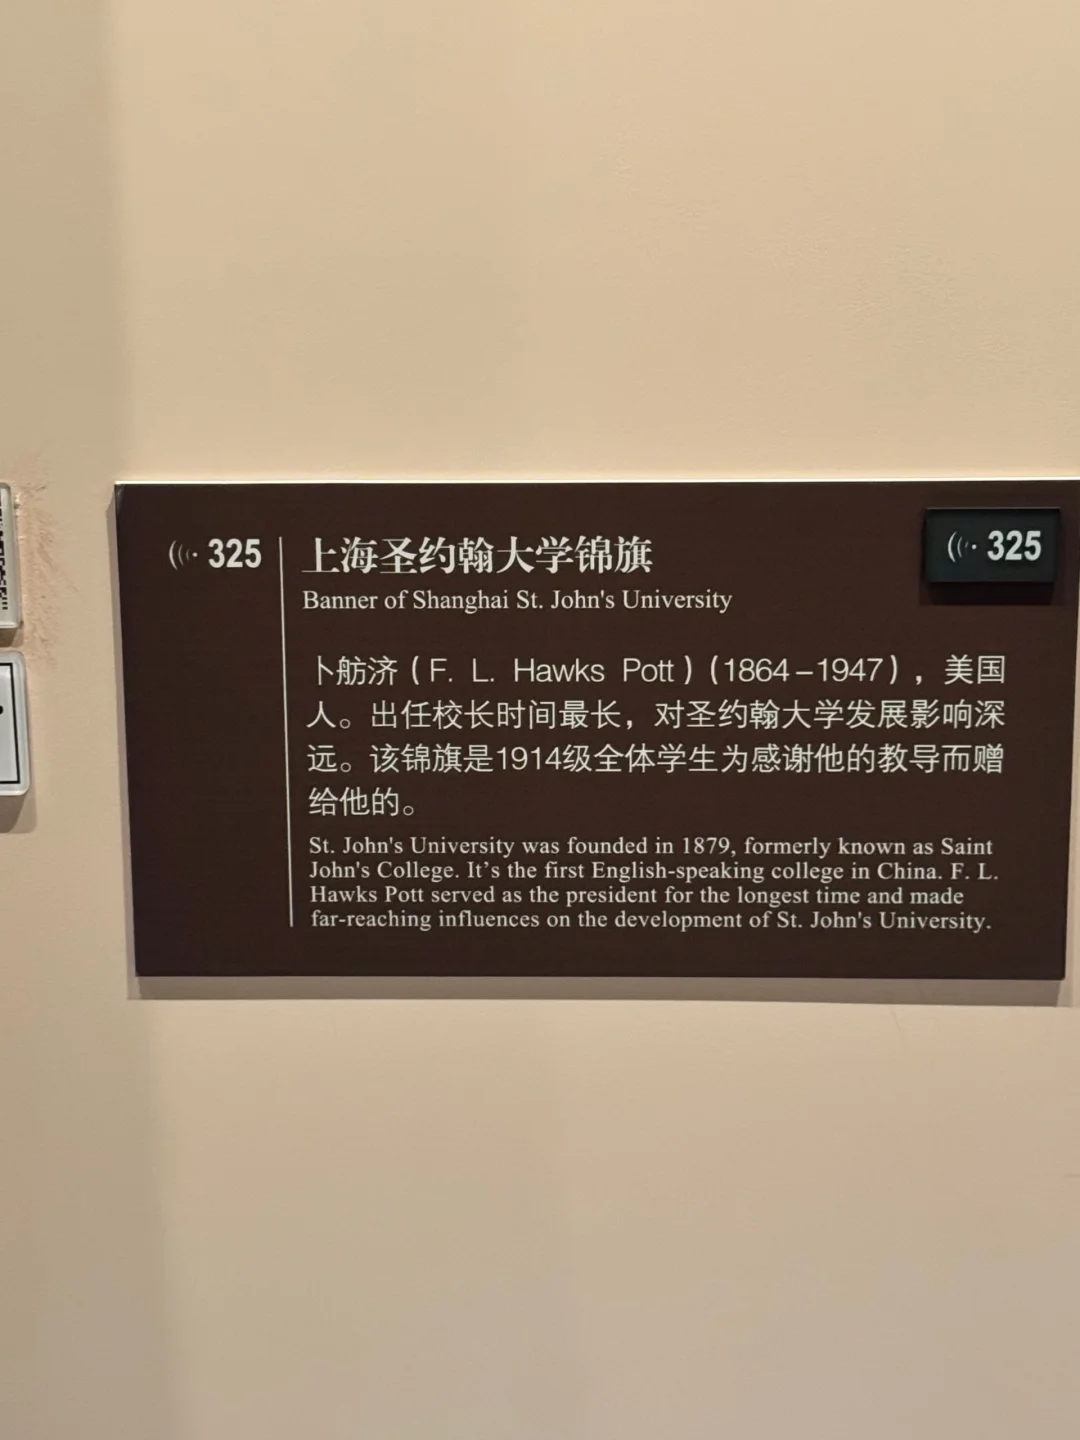 325
上海圣约翰大学锦旗
Banner of Shanghai St. John's University
325
卜舫济(F. L. Hawks Pott)(1864-1947),美国
人。出任校长时间最长,对圣约翰大学发展影响深
远。该锦旗是1914级全体学生为感谢他的教导而赠
给他的。
St. John's University was founded in 1879, formerly known as Saint
John's College. It's the first English-speaking college in China. F. L.
Hawks Pott served as the president for the longest time and made
far-reaching influences on the development of St. John's University.